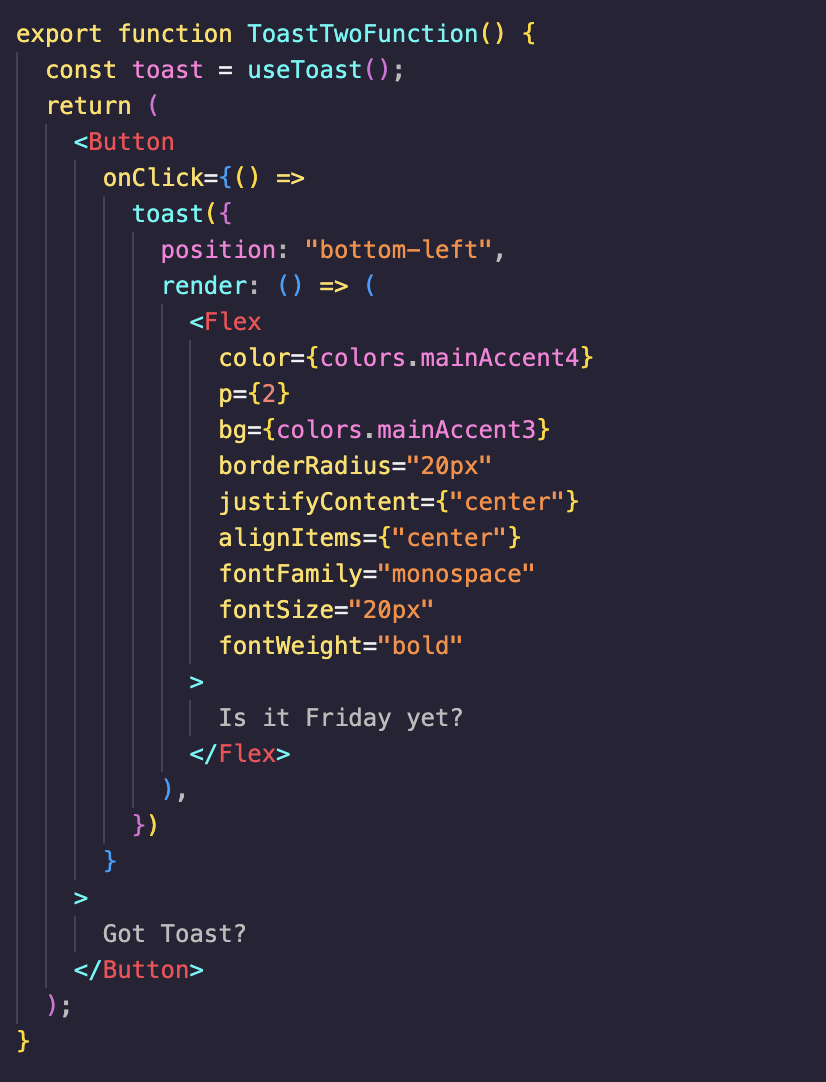 export function ToastTwoFunction() {
  const toast = useToast();
  return (
    <Button
      onClick={() =>
        toast({
          position: "bottom-left",
          render: () => (
            <Flex
              color={colors.mainAccent4}
              p={2}
              bg={colors.mainAccent3}
              borderRadius="20px"
              justifyContent={"center"}
              alignItems={"center"}
              fontFamily="monospace"
              fontSize="20px"
              fontWeight="bold"
            >
              Is it Friday yet?
            </Flex>
          ),
        })
      }
    >
      Got Toast?
    </Button>
  );
}